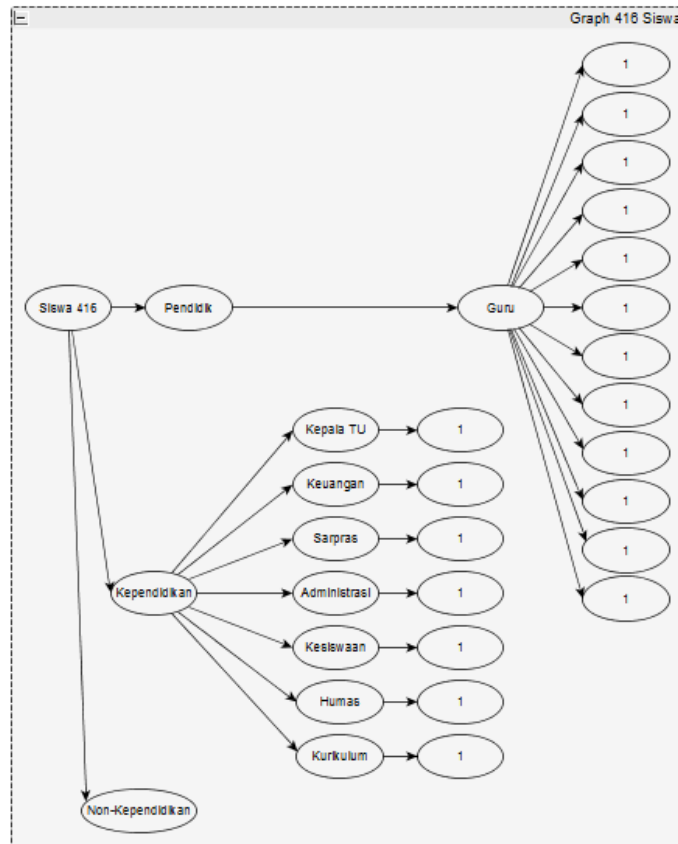 Graph 416 Siswa
1
1
1
1
1
Siswa 416
Pendidik
Guru
1
1
1
Kepala TU
1
1
Keuangan
1
1
Sarpras
1
1
Kependidikan
Administrasi
1
1
Kesiswaan
1
Humas
1
Kurikulum
1
Non-Kependidikan